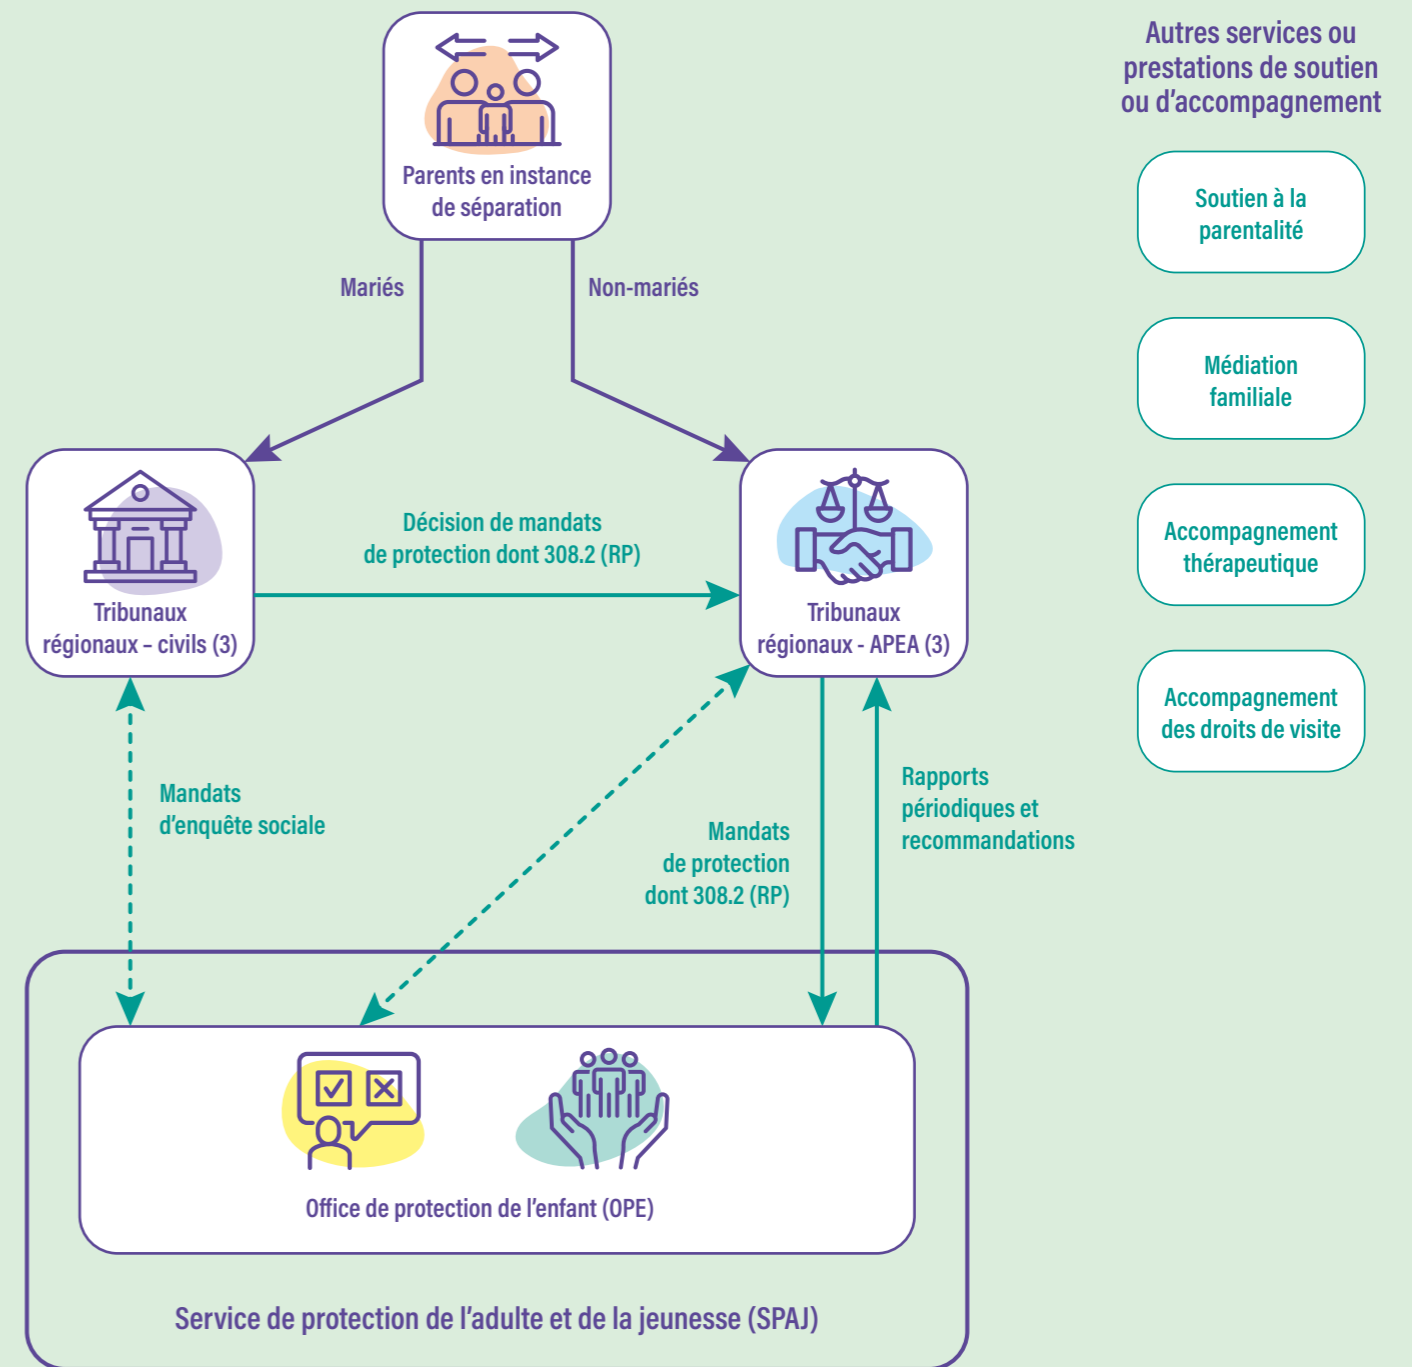 Parents en instance
de séparation
Mariés
Non-mariés
Tribunaux
régionaux – civils (3)
Décision de mandats
de protection dont 308.2 (RP)
Tribunaux
régionaux - APEA (3)
Mandats
d'enquête sociale
Mandats
de protection
dont 308.2 (RP)
Rapports
périodiques et
recommandations
Office de protection de l'enfant (OPE)
Service de protection de l'adulte et de la jeunesse (SPAJ)
Autres services ou
prestations de soutien
ou d'accompagnement
Soutien à la
parentalité
Médiation
familiale
Accompagnement
thérapeutique
Accompagnement
des droits de visite